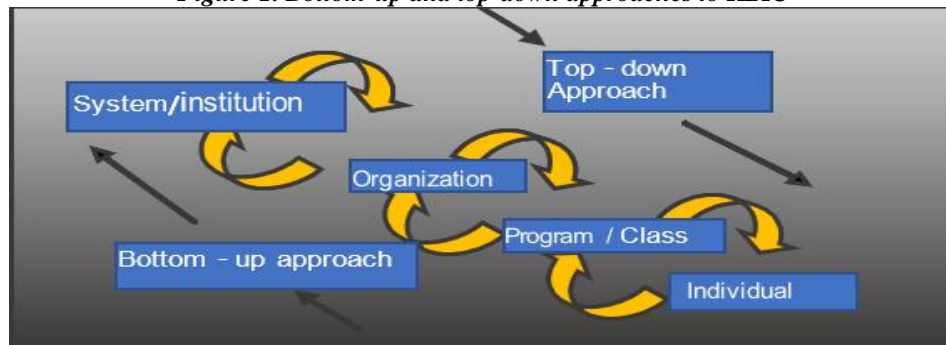 Figure Bottom-up and top-down approaches to
Top - down
Approach
System/institution
Organization
Program / Class
Bottom - up approach
Individual